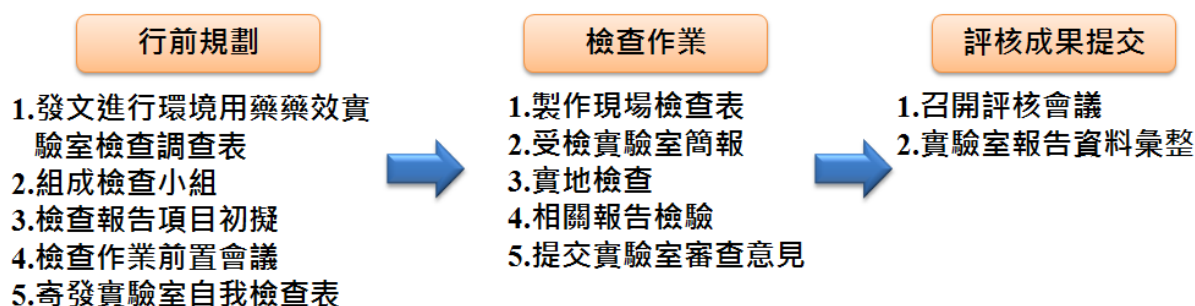 行前規劃
1.發文進行環境用藥藥效實
驗室檢查調查表
2.組成檢查小組
3.檢查報告項目初擬
4.檢查作業前置會議
5.寄發實驗室自我檢查表
檢查作業
1.製作現場檢查表
2.受檢實驗室簡報
3.實地檢查
4.相關報告檢驗
5.提交實驗室審查意見
評核成果提交
1.召開評核會議
2.實驗室報告資料彙整